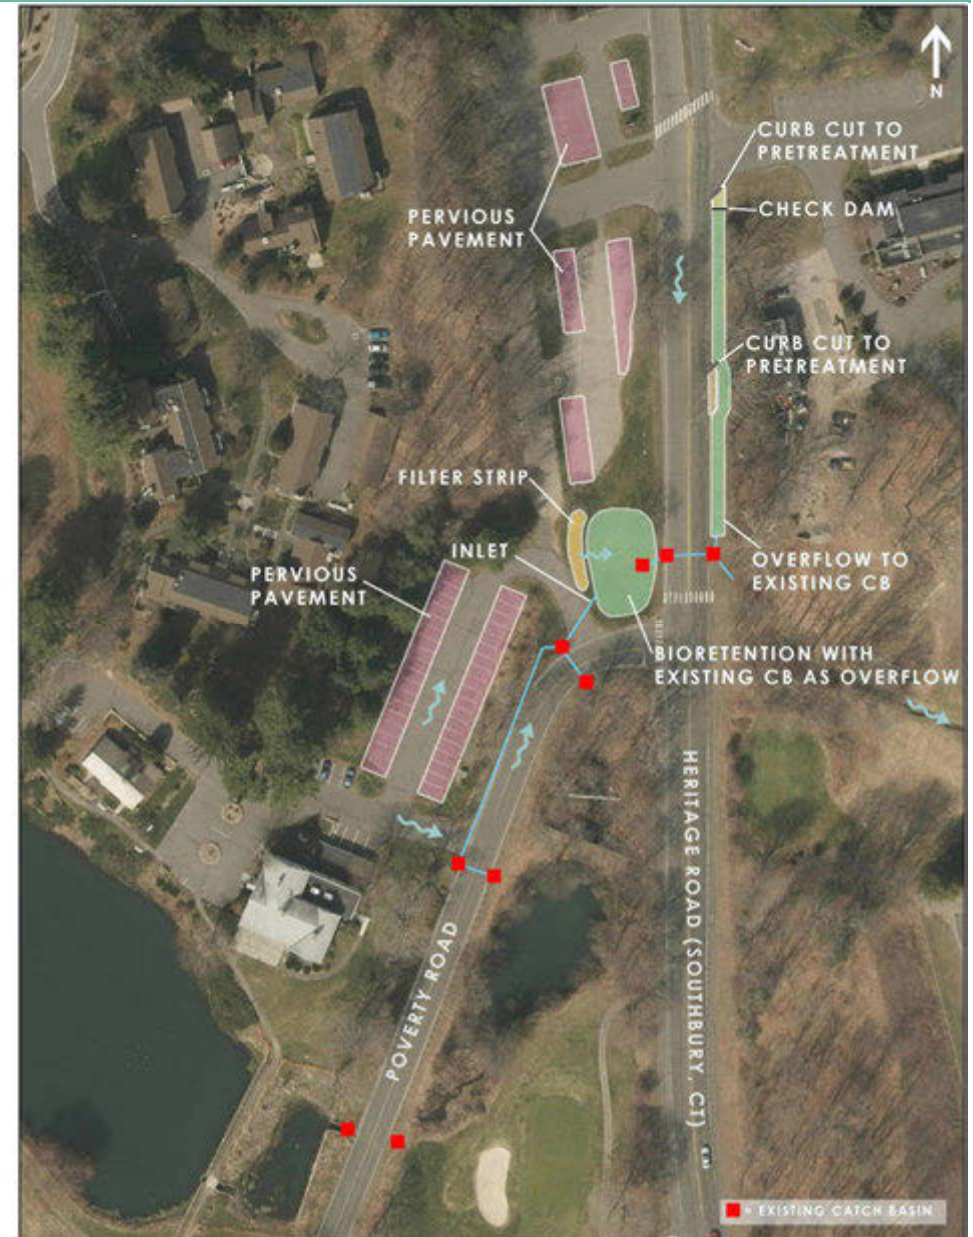 N
CURB CUT TO
PRETREATMENT
CHECK DAM
PERVIOUS
PAVEMENT
CURB CUT TO
PRETREATMENT
FILTER STRIP
INLET
OVERFLOW TO
EXISTING CB
PERVIOUS
PAVEMENT
BIORETENTION WITH
EXISTING CB AS OVERFLOW
HERITAGE ROAD (SOUTHBURY, CT)
POVERTY ROAD
= EXISTING CATCH BASIN